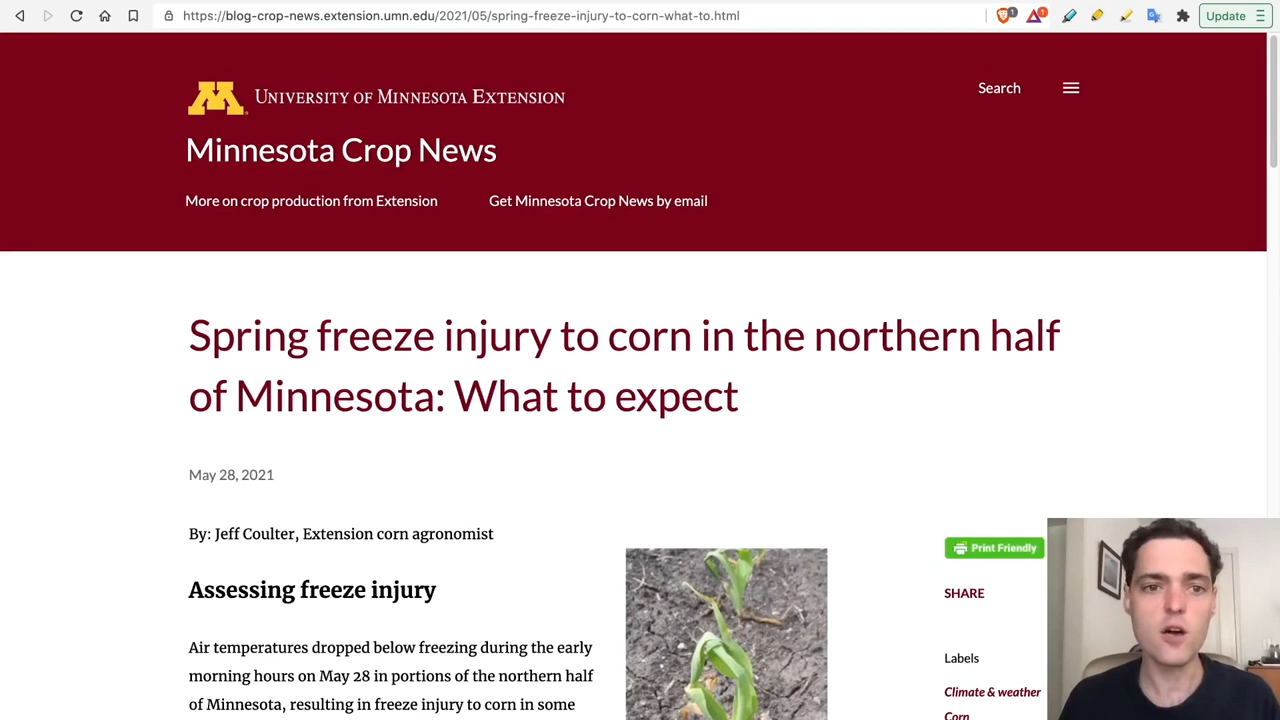 https://blog-crop-news.extension.umn.edu/2021/05/spring-freeze-injury-to-corn-what-to.html
1
1
Update
M UNIVERSITY OF MINNESOTA EXTENSION
Search
Minnesota Crop News
More on crop production from Extension
Get Minnesota Crop News by email
Spring freeze injury to corn in the northern half
of Minnesota: What to expect
May 28, 2021
By: Jeff Coulter, Extension corn agronomist
Print Friendly
Assessing freeze injury
SHARE
Air temperatures dropped below freezing during the early
morning hours on May 28 in portions of the northern half
of Minnesota, resulting in freeze injury to corn in some
Labels
Climate & weather
Corn